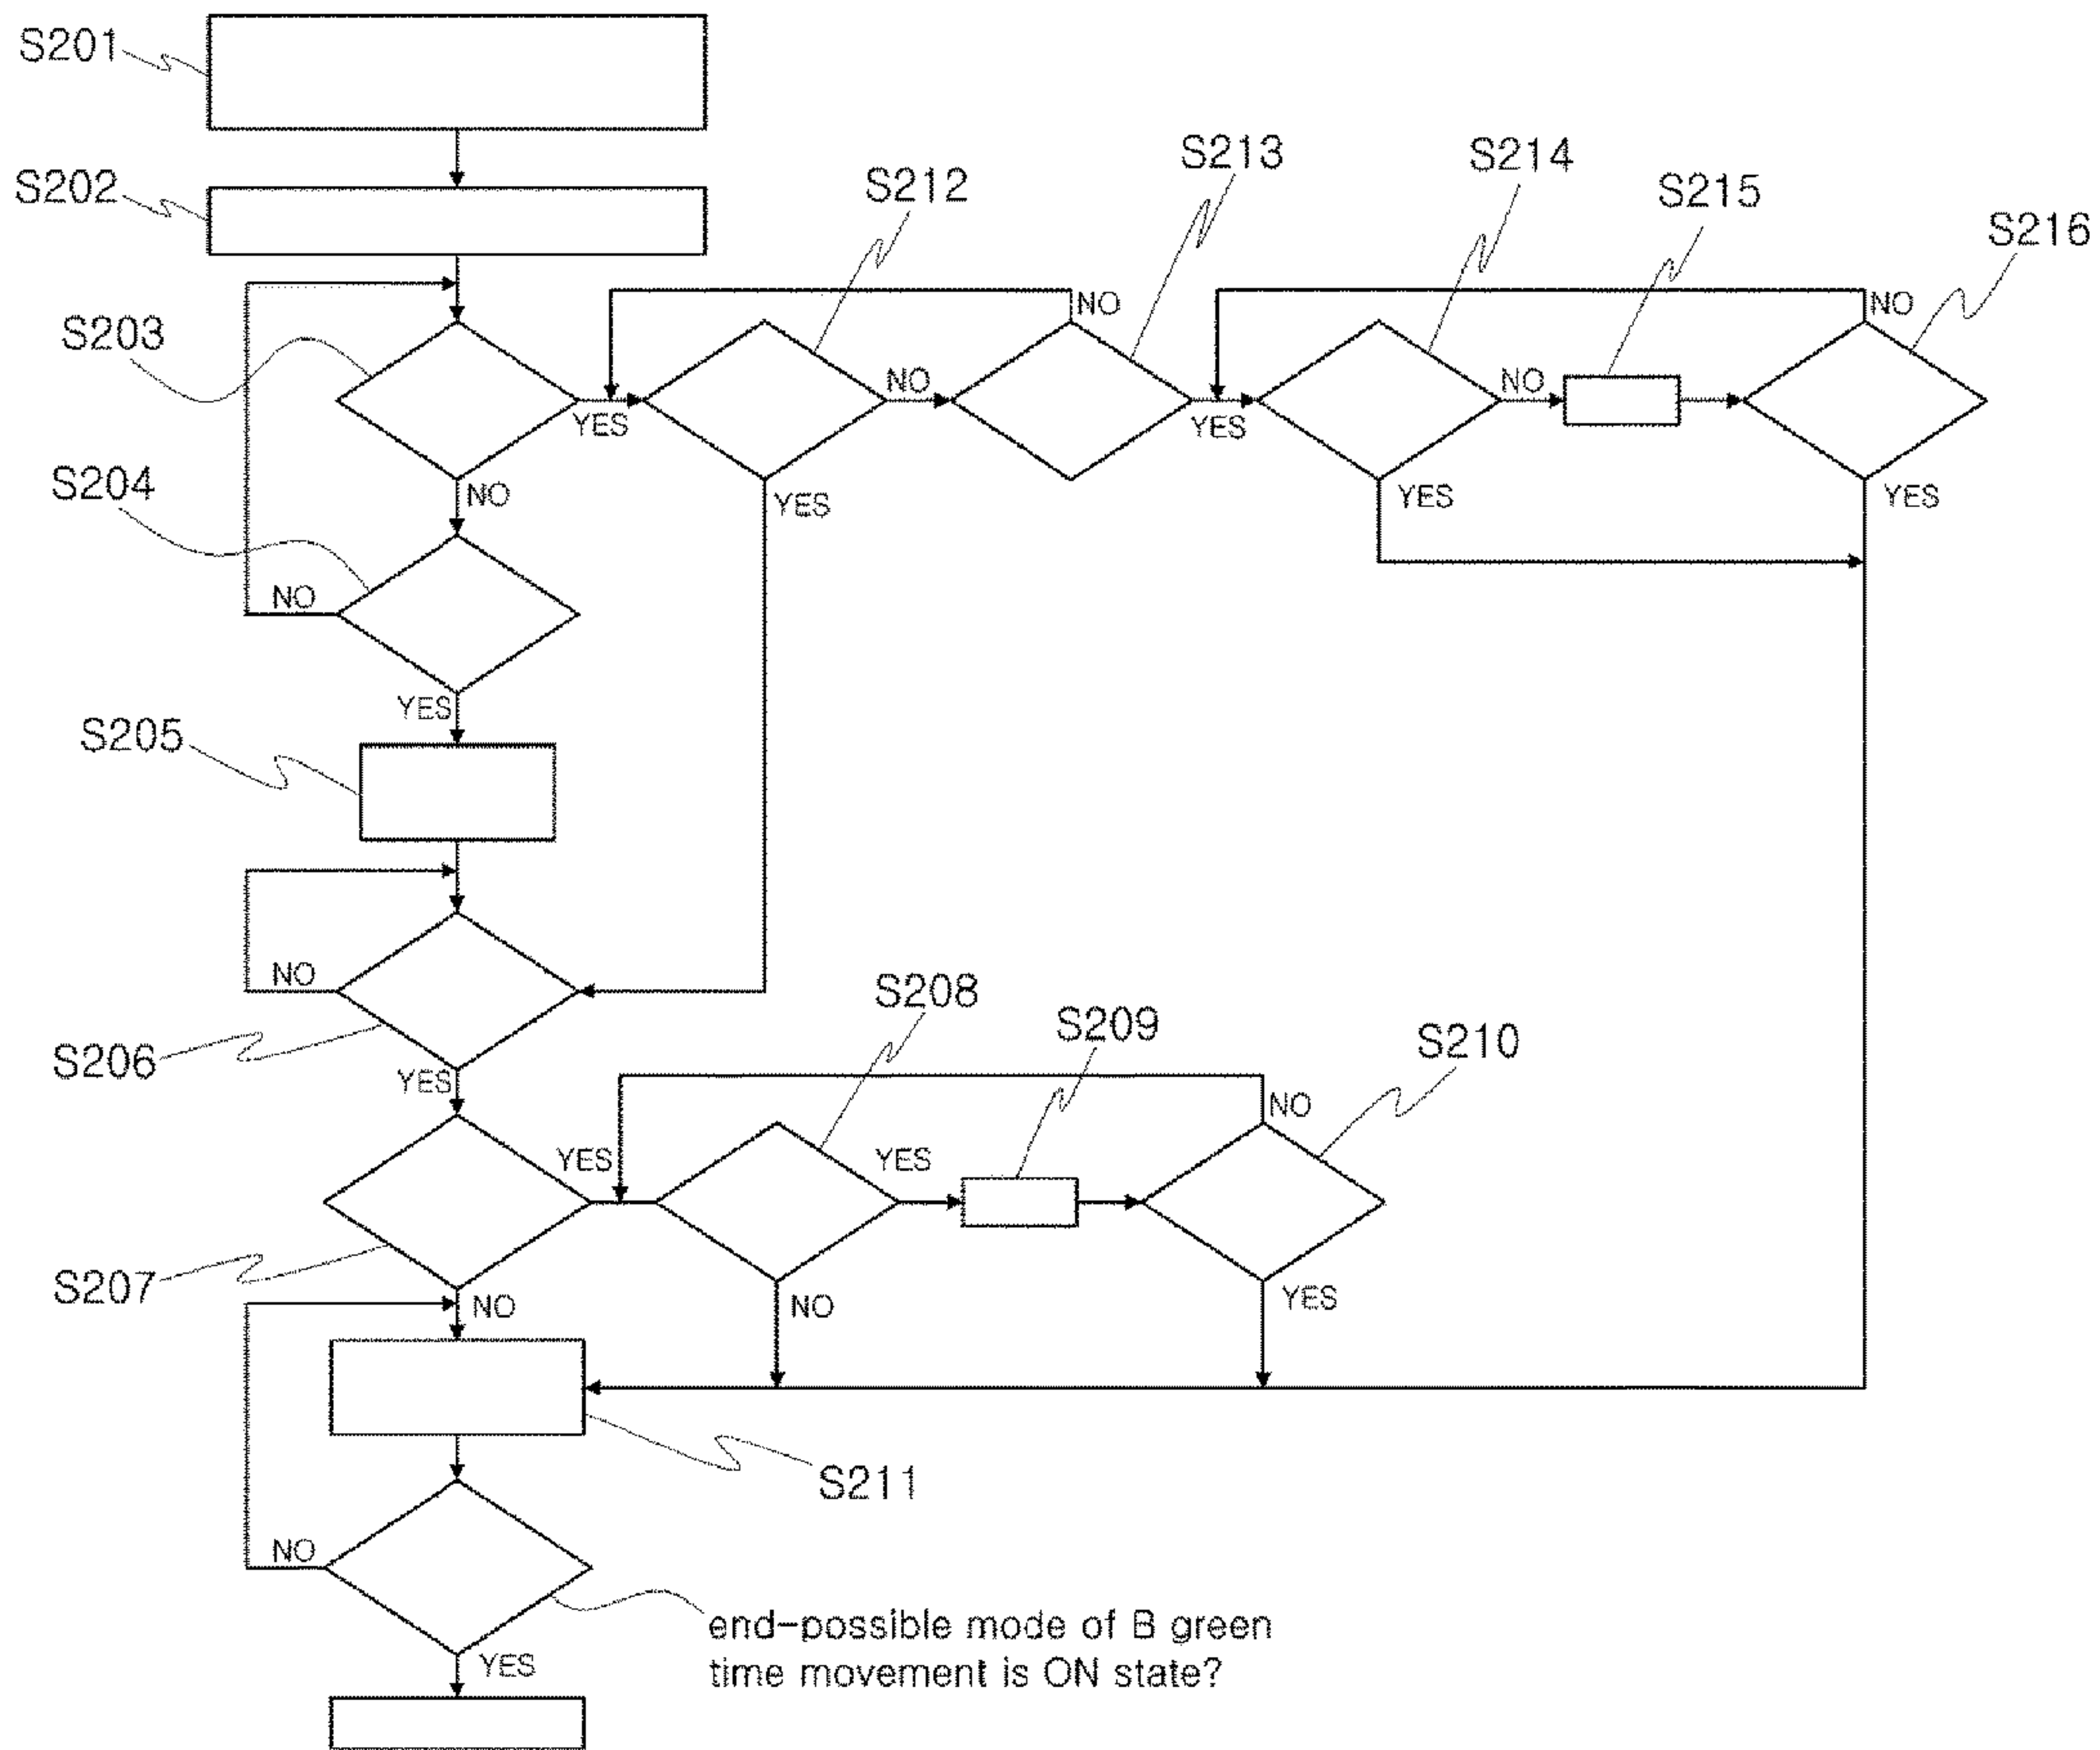 S201
S202
S212
S213
S214
S215
S216
S203
NO
NO
NO
YES
NO
YES
NO
S204
NO
YES
YES
YES
NO
YES
S205
NO
S208
S209
S210
S206
YES
NO
YES
YES
S207
NO
NO
YES
S211
NO
end-possible mode of B green
time movement is ON state?
YES